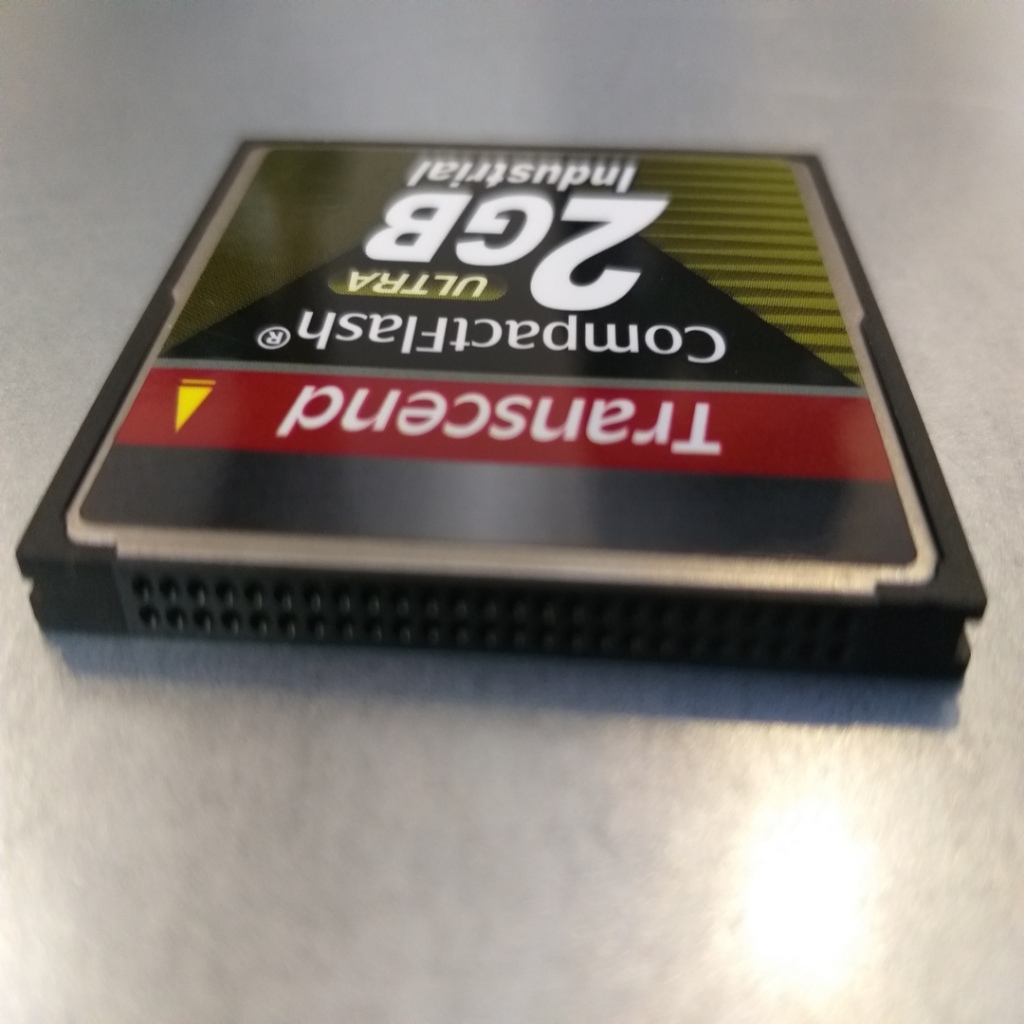 Transcend
CompactFlash®
ULTRA
2GB
Industrial